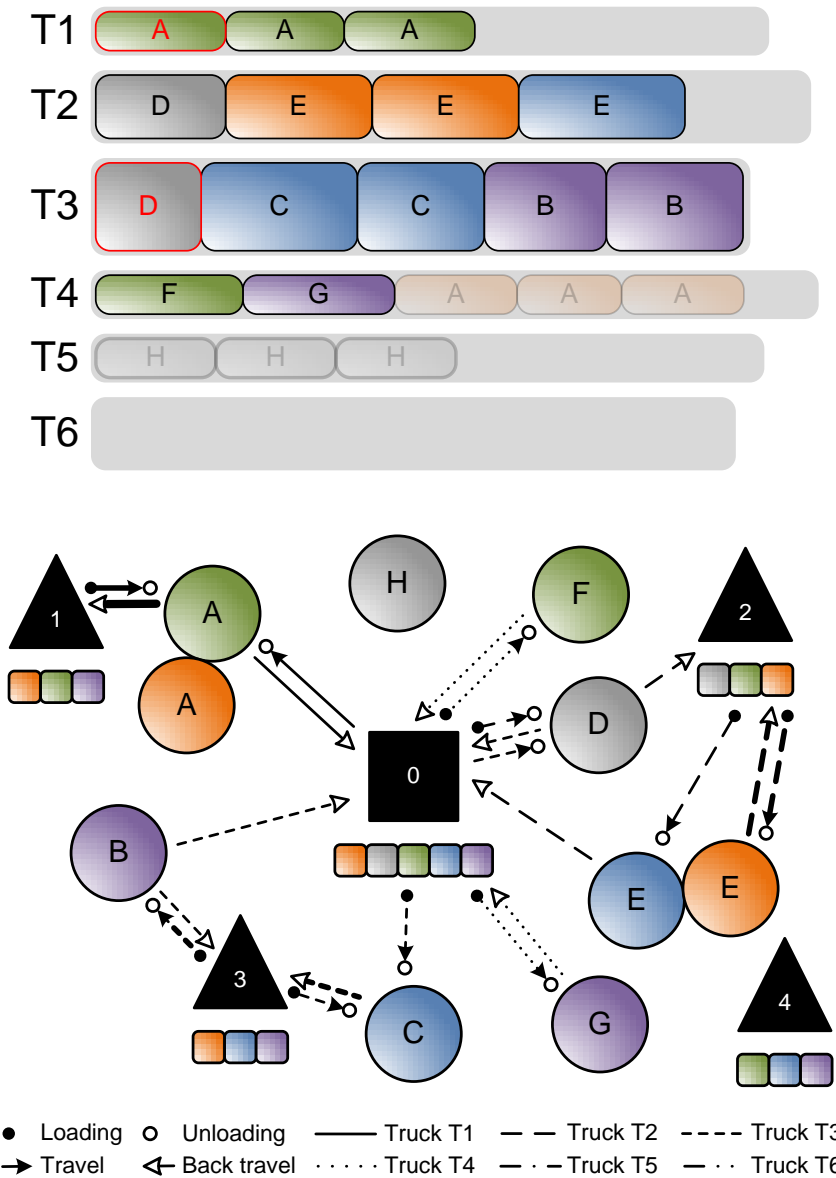 T1 A A A
T2 D E E E
T3 D C C B B
T4 F G A A A
T5 H H H
T6
H
F
1
A
2
A
D
0
B
E
E
3
4
C
G
Loading Unloading Truck T1 Truck T2 Truck T3
Travel Back travel Truck T4 Truck T5 Truck T6